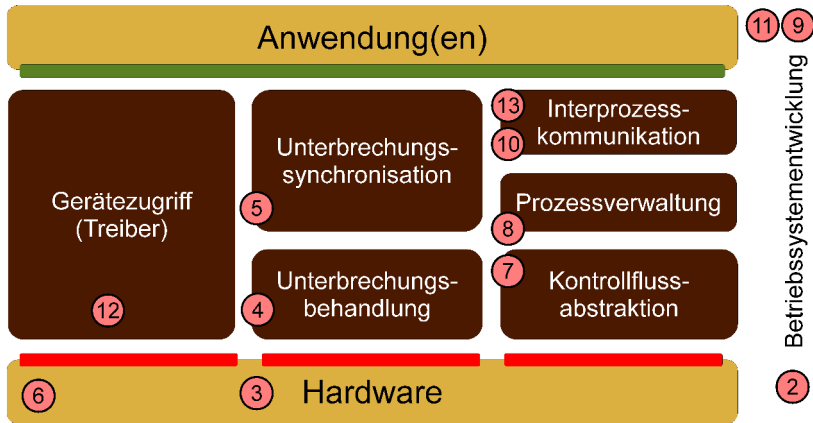 Anwendung(en)
11
9
Gerätezugriff
(Treiber)
12
Unterbrechungs-
synchronisation
5
Unterbrechungs-
behandlung
4
13
Interprozess-
kommunikation
10
Prozessverwaltung
8
7
Kontrollfluss-
abstraktion
Betriebssystementwicklung
2
6
3
Hardware